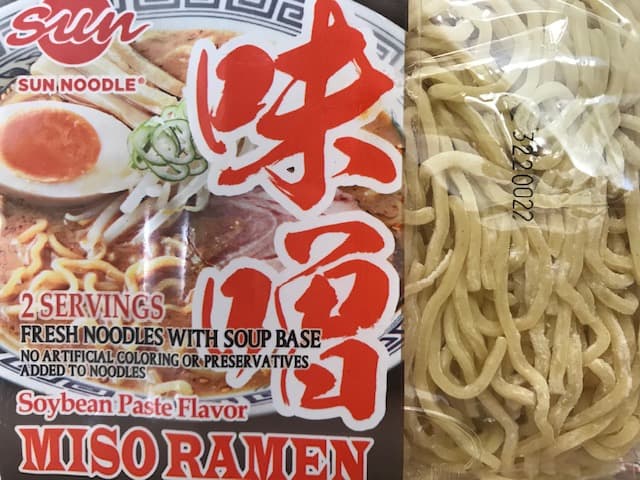 Sun
SUN NOODLE®
味噌
2 SERVINGS
FRESH NOODLES WITH SOUP BASE
NO ARTIFICIAL COLORING OR PRESERVATIVES
ADDED TO NOODLES
Soybean Paste Flavor
MISO RAMEN
3220022